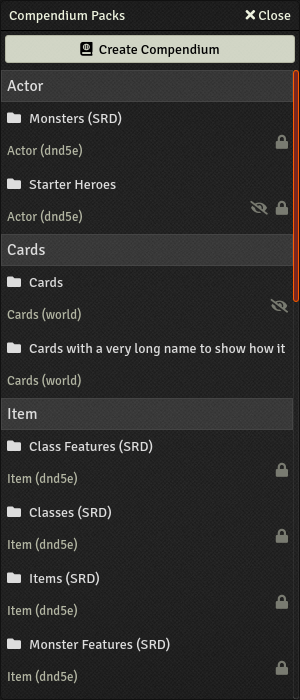 Compendium Packs
Close
Create Compendium
Actor
Monsters (SRD)
Actor (dnd5e)
Starter Heroes
Actor (dnd5e)
Cards
Cards
Cards (world)
Cards with a very long name to show how it
Cards (world)
Item
Class Features (SRD)
Item (dnd5e)
Classes (SRD)
Item (dnd5e)
Items (SRD)
Item (dnd5e)
Monster Features (SRD)
Item (dnd5e)